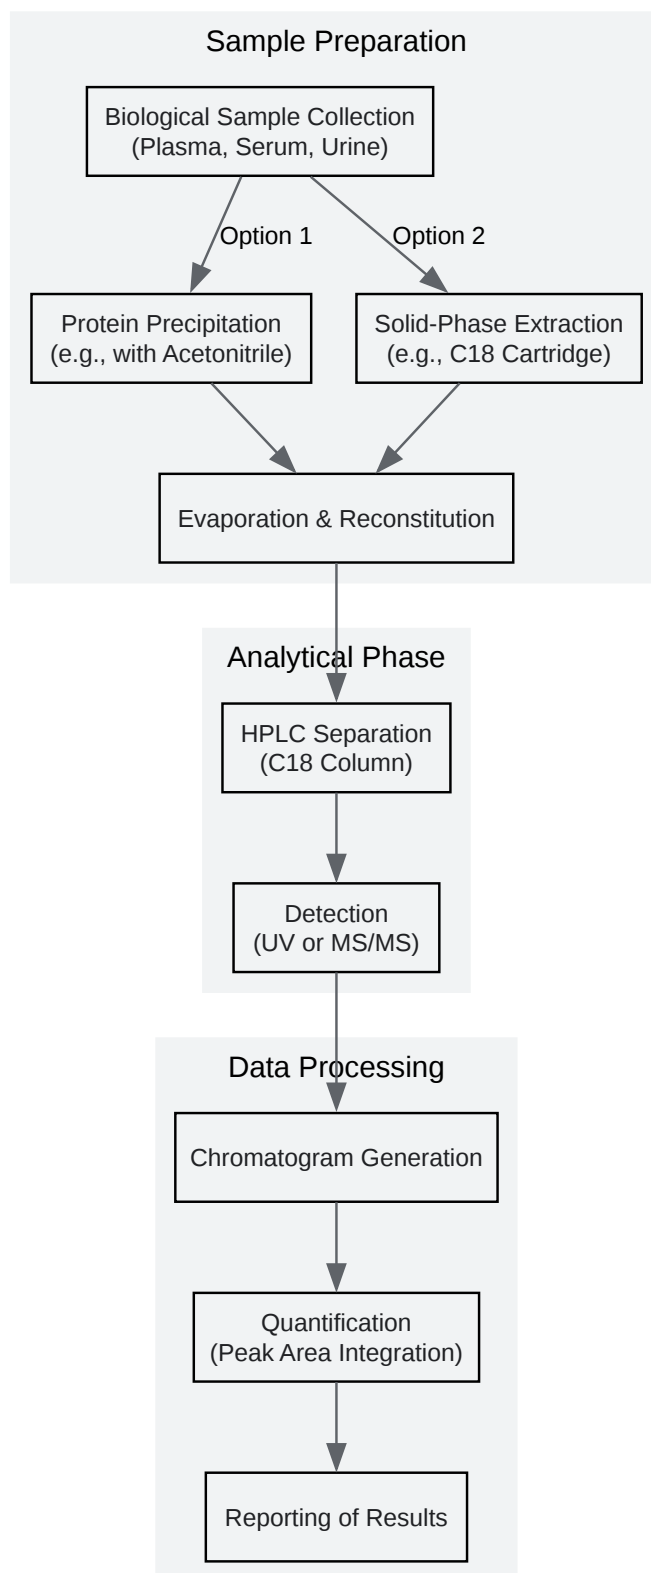 Sample Preparation
Biological Sample Collection
(Plasma, Serum, Urine)
Option 1
Option 2
Protein Precipitation
(e.g., with Acetonitrile)
Solid-Phase Extraction
(e.g., C18 Cartridge)
Evaporation & Reconstitution
Analytical Phase
HPLC Separation
(C18 Column)
Detection
(UV or MS/MS)
Data Processing
Chromatogram Generation
Quantification
(Peak Area Integration)
Reporting of Results